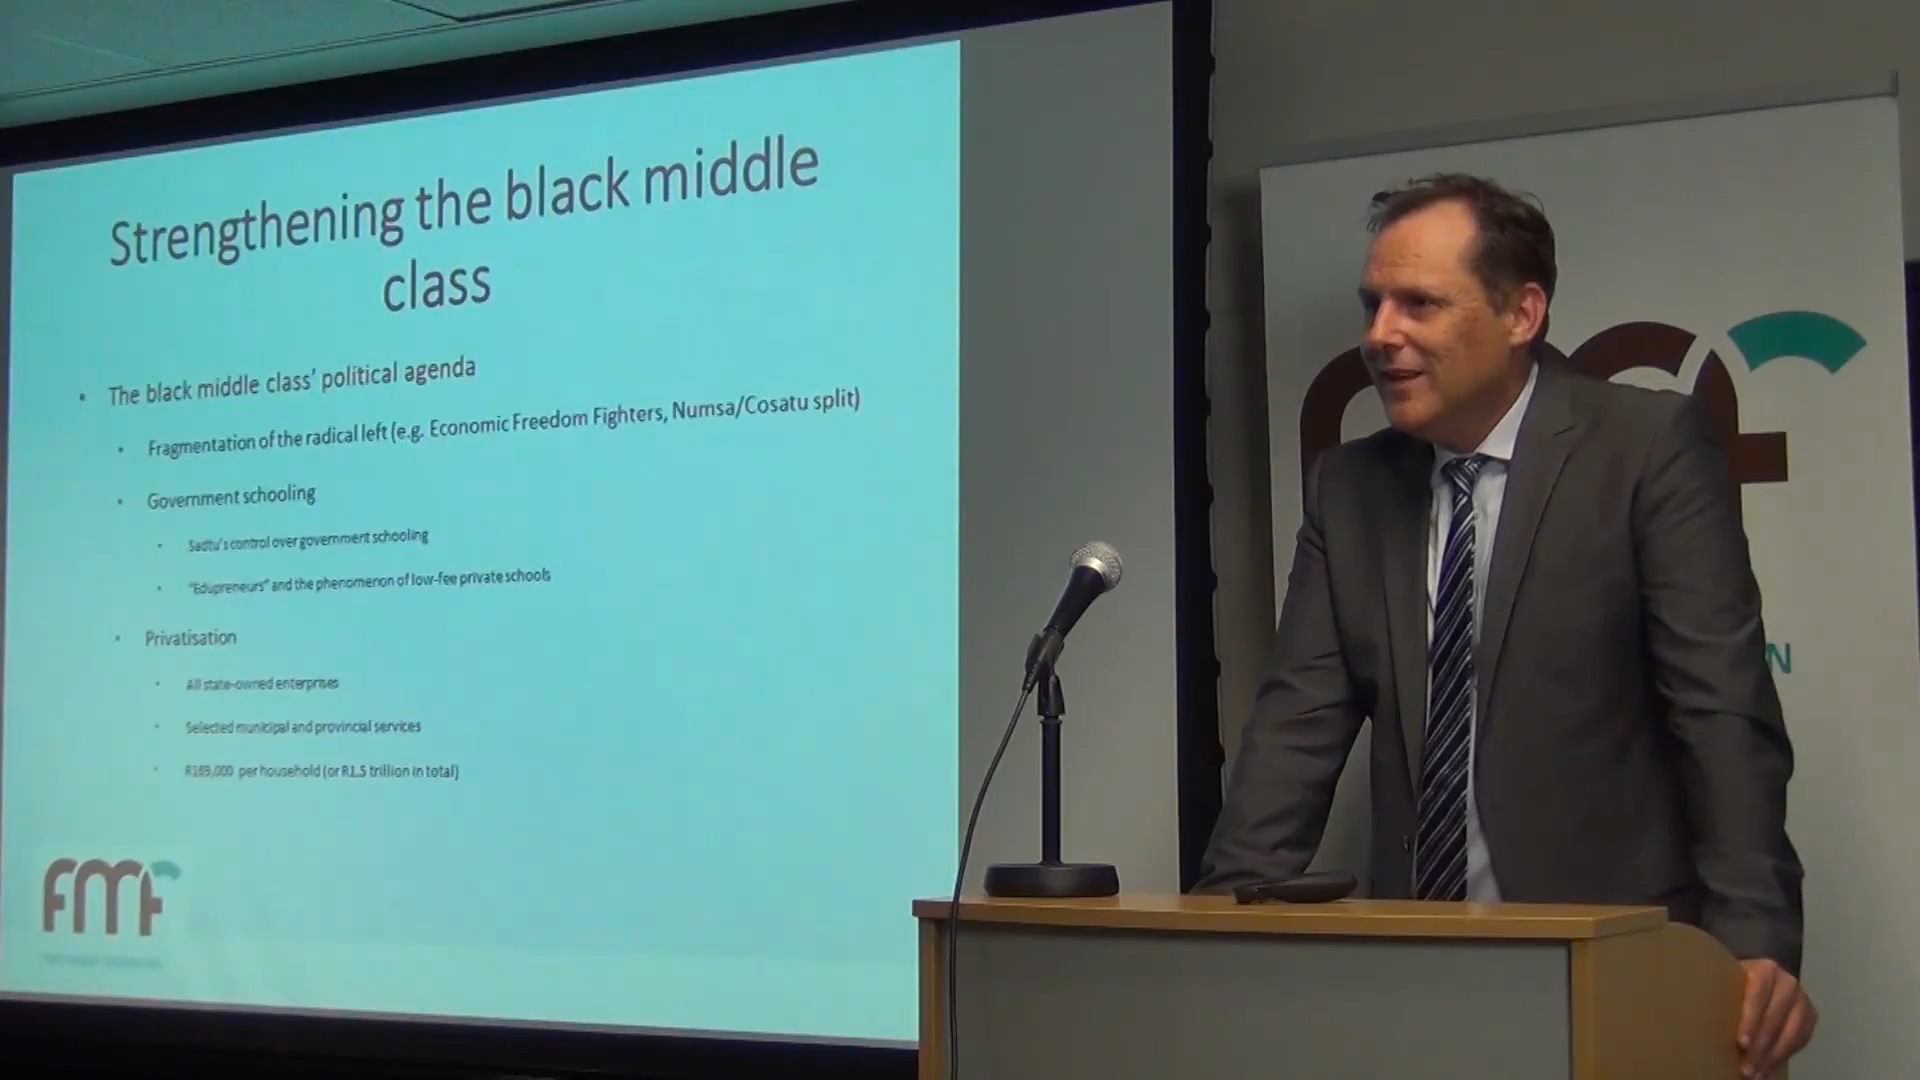 Strengthening the black middle
class
• The black middle class' political agenda
• Fragmentation of the radical left (e.g. Economic Freedom Fighters, Numsa/Cosatu split)
• Government schooling
• Sadtu's control over government schooling
• "Edupreneurs" and the phenomenon of low-fee private schools
• Privatisation
• All state-owned enterprises
• Selected municipal and provincial services
• R169,000 per household (or R1.5 trillion in total)
FMF
FMF
N